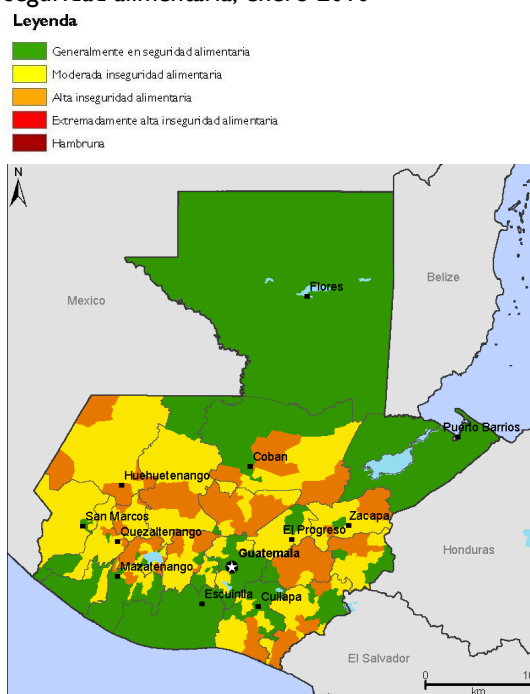 seguridad alimentaria, enero 2010
Leyenda
Generalmente en seguridad alimentaria
Moderada inseguridad alimentaria
Alta inseguridad alimentaria
Extremadamente alta inseguridad alimentaria
Hambruna
N
Mexico
Belize
Flores
Puerto Barrios
Coban
Huehuetenango
San Marcos
Quezaltenango
El Progreso
Zacapa
Guatemala
Honduras
Mazatenango
Escuintla
Cuilapa
El Salvador
0
km